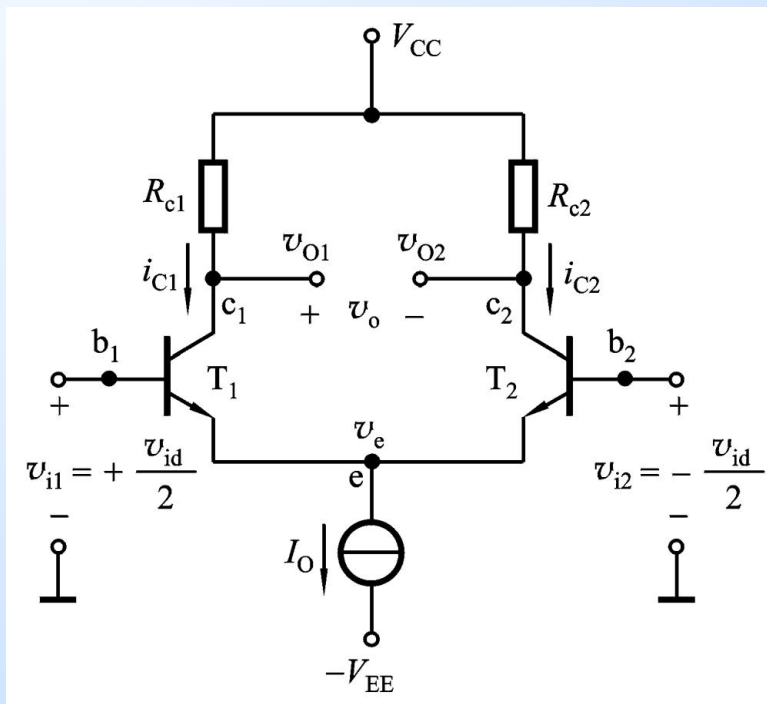 V_CC
R_c1
R_c2
v_O1 v_O2
i_C1
i_C2
c_1 + v_o − c_2
b_1
b_2
T_1
T_2
+
+
v_e
v_i1 = + v_id/2
e
v_i2 = − v_id/2
−
−
I_O
−V_EE